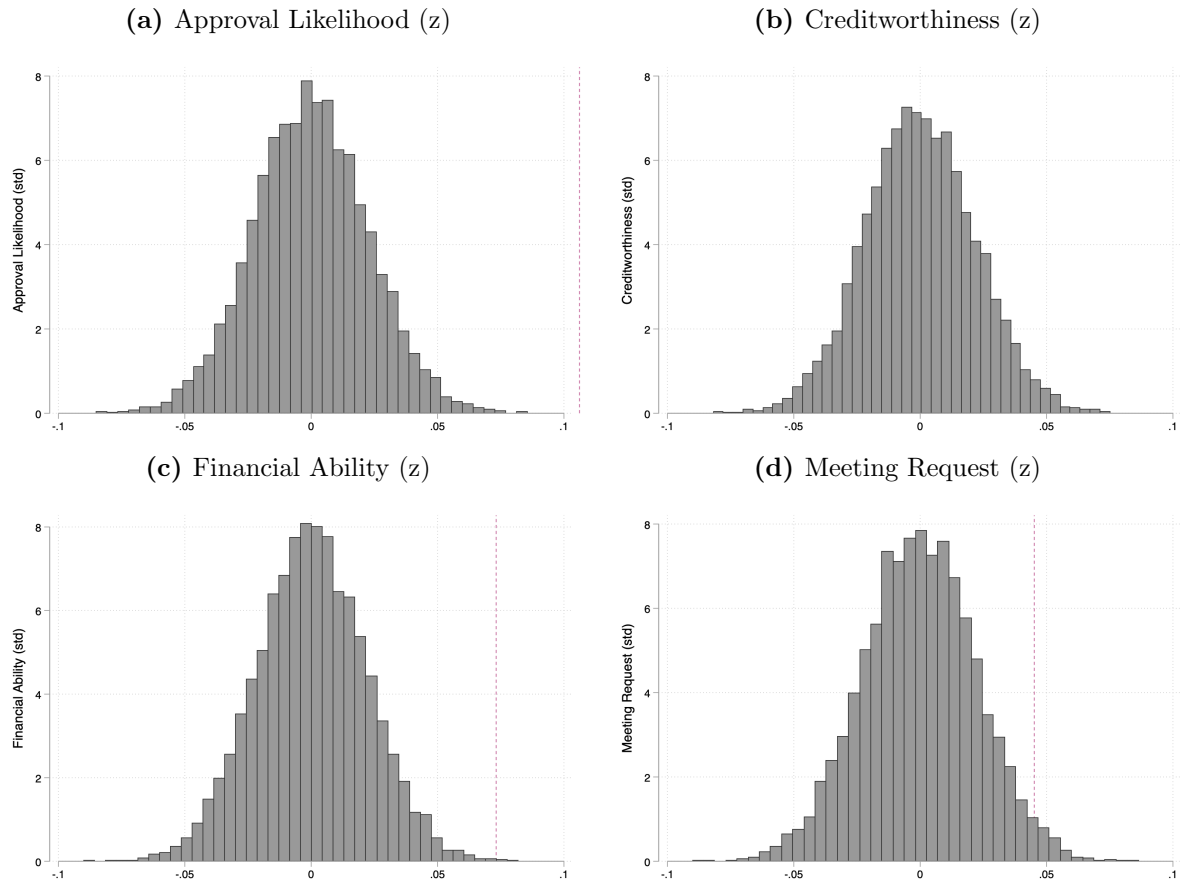 (a) Approval Likelihood (z)
Approval Likelihood (std)
8
6
4
2
0
-.1 -.05 0 .05 .1
(b) Creditworthiness (z)
Creditworthiness (std)
8
6
4
2
0
-.1 -.05 0 .05 .1
(c) Financial Ability (z)
Financial Ability (std)
8
6
4
2
0
-.1 -.05 0 .05 .1
(d) Meeting Request (z)
Meeting Request (std)
8
6
4
2
0
-.1 -.05 0 .05 .1